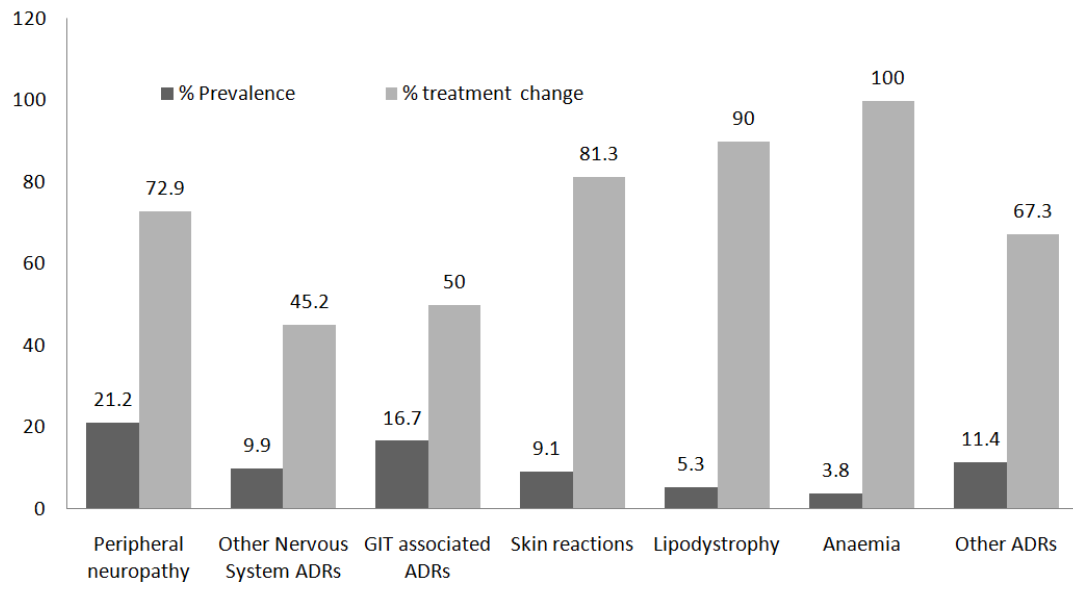 120
% Prevalence
% treatment change
100
100
90
81.3
80
72.9
67.3
60
50
45.2
40
21.2
20
16.7
9.9
9.1
5.3
3.8
11.4
0
Peripheral neuropathy
Other Nervous System ADRs
GIT associated ADRs
Skin reactions
Lipodystrophy
Anaemia
Other ADRs